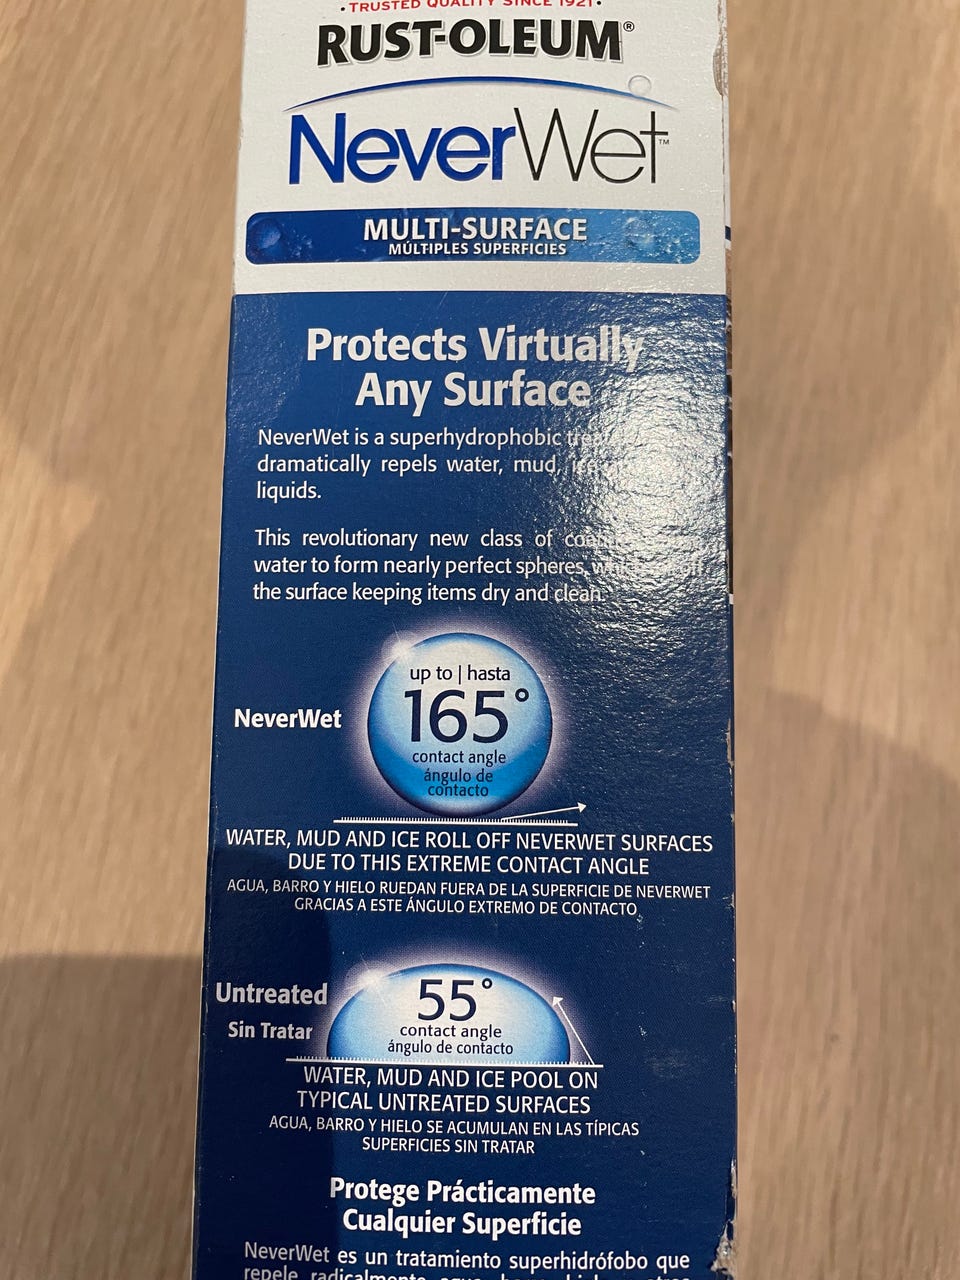 • TRUSTED QUALITY SINCE 1921 •
RUST-OLEUM®
NeverWet™
MULTI-SURFACE
MÚLTIPLES SUPERFICIES
Protects Virtually
Any Surface
NeverWet is a superhydrophobic
dramatically repels water, mud,
liquids.
This revolutionary new class of
water to form nearly perfect spheres,
the surface keeping items dry and clean.
up to | hasta
165°
NeverWet
contact angle
ángulo de
contacto
WATER, MUD AND ICE ROLL OFF NEVERWET SURFACES
DUE TO THIS EXTREME CONTACT ANGLE
AGUA, BARRO Y HIELO RUEDAN FUERA DE LA SUPERFICIE DE NEVERWET
GRACIAS A ESTE ÁNGULO EXTREMO DE CONTACTO.
Untreated
Sin Tratar
55°
contact angle
ángulo de contacto
WATER, MUD AND ICE POOL ON
TYPICAL UNTREATED SURFACES
AGUA, BARRO Y HIELO SE ACUMULAN EN LAS TÍPICAS
SUPERFICIES SIN TRATAR
Protege Prácticamente
Cualquier Superficie
NeverWet es un tratamiento superhidrófobo que
repele radicalmente